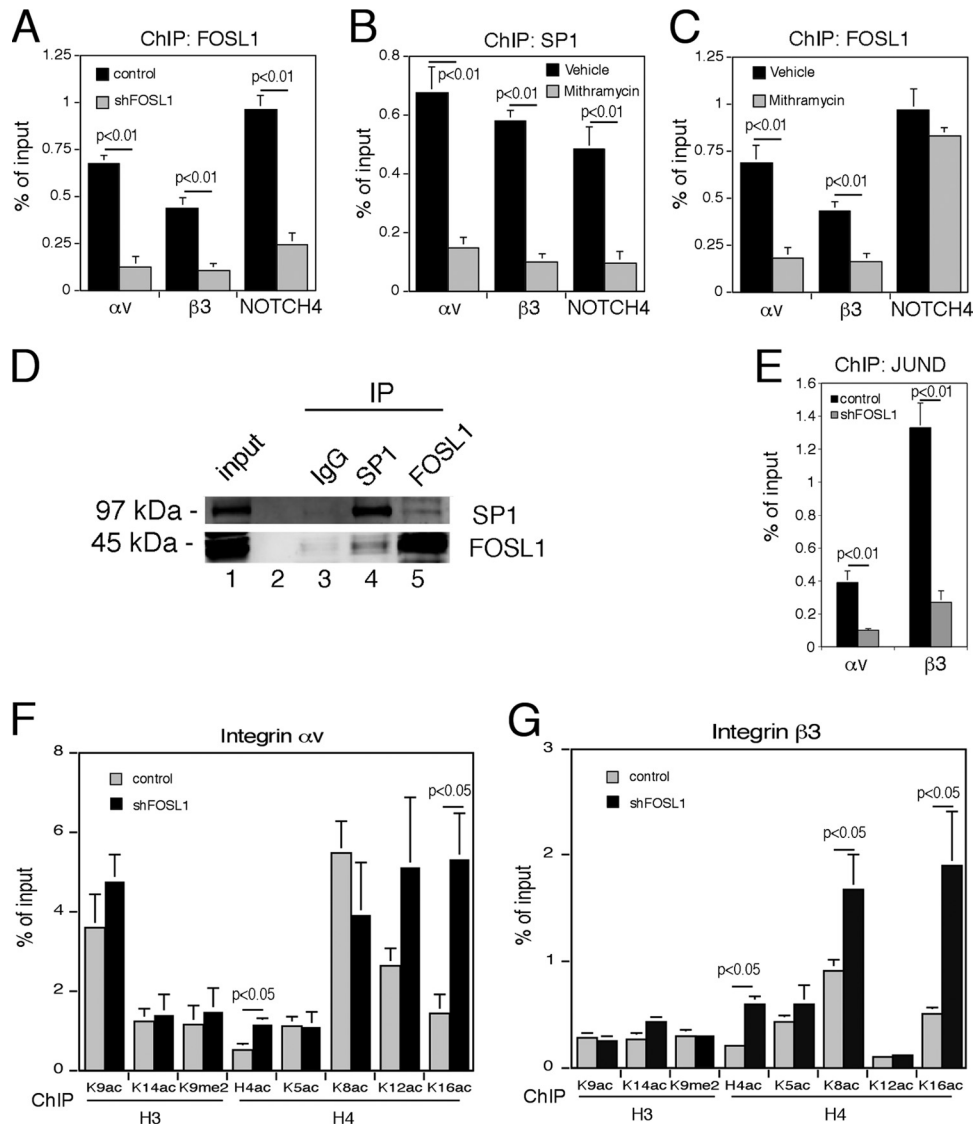 A
ChIP: FOSL1
1.25
1
0.75
0.5
0.25
0
% of input
control
shFOSL1
p<0.01
p<0.01
p<0.01
αv
β3
NOTCH4
B
ChIP: SP1
0.8
0.6
0.4
0.2
0
% of input
Vehicle
Mithramycin
p<0.01
p<0.01
p<0.01
αv
β3
NOTCH4
C
ChIP: FOSL1
1.25
1
0.75
0.5
0.25
0
% of input
Vehicle
Mithramycin
p<0.01
p<0.01
αv
β3
NOTCH4
D
IP
input
IgG
SP1
FOSL1
97 kDa -
SP1
45 kDa -
FOSL1
1 2 3 4 5
E
ChIP: JUND
1.6
1.4
1.2
1
0.8
0.6
0.4
0.2
0
% of input
control
shFOSL1
p<0.01
p<0.01
αv
β3
F
Integrin αv
8
6
4
2
0
% of input
control
shFOSL1
p<0.05
p<0.05
K9ac K14ac K9me2 H4ac K5ac K8ac K12ac K16ac
ChIP
H3
H4
G
Integrin β3
3
2
1
0
% of input
control
shFOSL1
p<0.05
p<0.05
p<0.05
K9ac K14ac K9me2 H4ac K5ac K8ac K12ac K16ac
ChIP
H3
H4